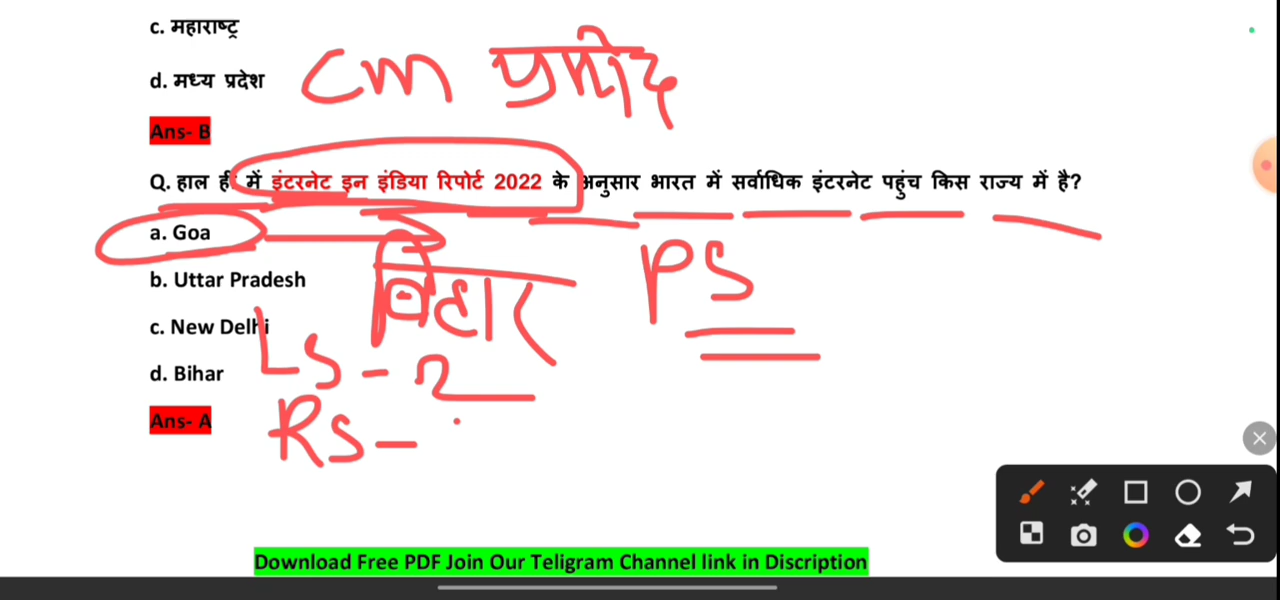 c. महाराष्ट्र
d. मध्य प्रदेश
cm प्रमोद
Ans- B
Q. हाल ही में इंटरनेट इन इंडिया रिपोर्ट 2022 के अनुसार भारत में सर्वाधिक इंटरनेट पहुंच किस राज्य में है?
a. Goa
PS
b. Uttar Pradesh
बिहार
c. New Delhi
LS - 2
d. Bihar
Ans- A
RS -
Download Free PDF Join Our Teligram Channel link in Discription